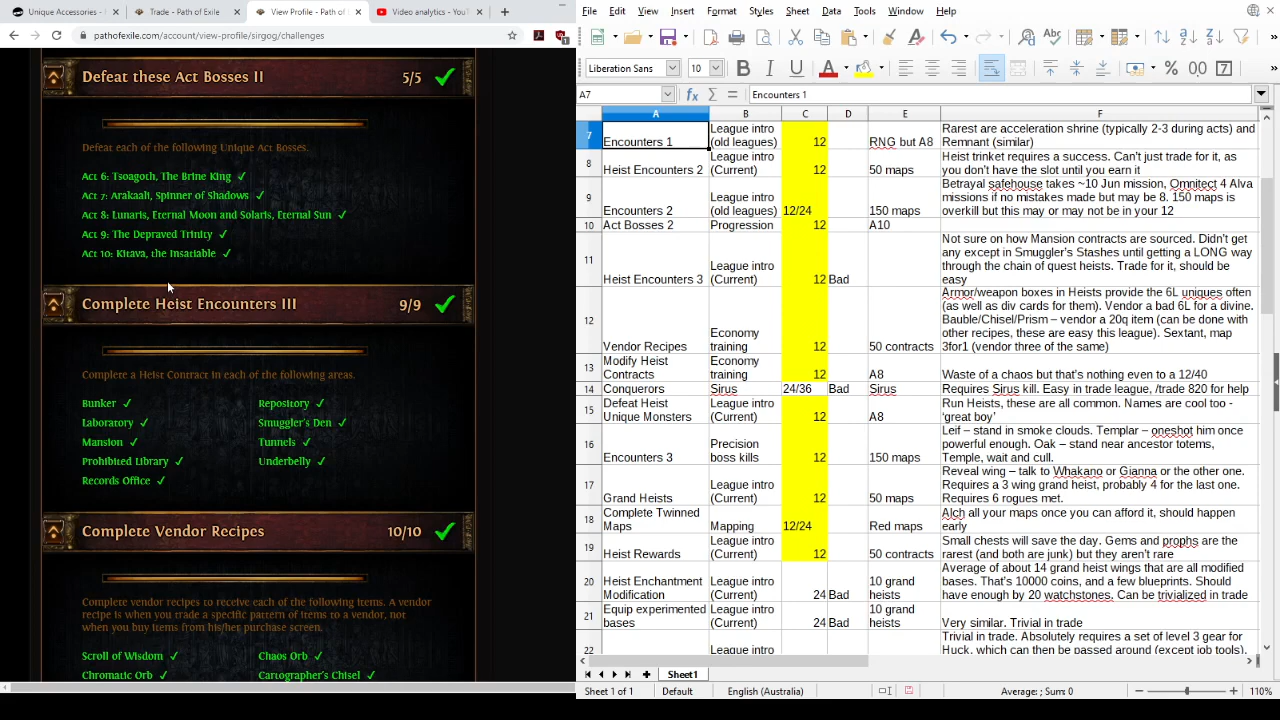 Unique Accessories -
Trade - Path of Exile
View Profile - Path of E
Video analytics - YouT
pathofexile.com/account/view-profile/sirgog/challenges
Defeat these Act Bosses II
5/5
Defeat each of the following Unique Act Bosses.
Act 6: Tsoagoth, The Brine King
Act 7: Arakaali, Spinner of Shadows
Act 8: Lunaris, Eternal Moon and Solaris, Eternal Sun
Act 9: The Depraved Trinity
Act 10: Kitava, the Insatiable
Complete Heist Encounters III
9/9
Complete a Heist Contract in each of the following areas.
Bunker
Repository
Laboratory
Smuggler's Den
Mansion
Tunnels
Prohibited Library
Underbelly
Records Office
Complete Vendor Recipes
10/10
Complete vendor recipes to receive each of the following items. A vendor
recipe is when you trade a specific pattern of items to a vendor, not
when you buy items from his/her purchase screen.
Scroll of Wisdom
Chaos Orb
Chromatic Orb
Cartographer's Chisel
File Edit View Insert Format Styles Sheet Data Tools Window Help
Liberation Sans
10
A7
Encounters 1
A B C D E F
7
Encounters 1
League intro
(old leagues)
12
RNG but A8
Rarest are acceleration shrine (typically 2-3 during acts) and
Remnant (similar)
8
Heist Encounters 2
League intro
(Current)
12
50 maps
Heist trinket requires a success. Can't just trade for it, as
you don't have the slot until you earn it
9
Encounters 2
League intro
(old leagues)
12/24
150 maps
Betrayal safehouse takes ~10 Jun mission, Omnitect 4 Alva
missions if no mistakes made but may be 8. 150 maps is
overkill but this may or may not be in your 12
10
Act Bosses 2
Progression
12
A10
11
Heist Encounters 3
League intro
(Current)
12
Bad
Not sure on how Mansion contracts are sourced. Didn't get
any except in Smuggler's Stashes until getting a LONG way
through the chain of quest heists. Trade for it, should be
easy
12
Vendor Recipes
Economy
training
12
50 contracts
Armor/weapon boxes in Heists provide the 6L uniques often
(as well as div cards for them). Vendor a bad 6L for a divine.
Bauble/Chisel/Prism – vendor a 20q item (can be done with
other recipes, these are easy this league). Sextant, map
3for1 (vendor three of the same)
13
Modify Heist
Contracts
Economy
training
12
A8
Waste of a chaos but that's nothing even to a 12/40
14
Conquerors
Sirus
24/36
Bad
Sirus
Requires Sirus kill. Easy in trade league, /trade 820 for help
15
Defeat Heist
Unique Monsters
League intro
(Current)
12
A8
Run Heists, these are all common. Names are cool too -
'great boy'
16
Encounters 3
Precision
boss kills
12
150 maps
Leif – stand in smoke clouds. Templar – oneshot him once
powerful enough. Oak – stand near ancestor totems,
Temple, wait and cull.
17
Grand Heists
League intro
(Current)
12
50 maps
Reveal wing – talk to Whakano or Gianna or the other one.
Requires a 3 wing grand heist, probably 4 for the last one.
Requires 6 rogues met.
18
Complete Twinned
Maps
Mapping
12/24
Red maps
Alch all your maps once you can afford it, should happen
early
19
Heist Rewards
League intro
(Current)
12
50 contracts
Small chests will save the day. Gems and prophs are the
rarest (and both are junk) but they aren't rare
20
Heist Enchantment
Modification
League intro
(Current)
24
Bad
10 grand
heists
Average of about 14 grand heist wings that are all modified
bases. That's 10000 coins, and a few blueprints. Should
have enough by 20 watchstones. Can be trivialized in trade
21
Equip experimented
bases
League intro
(Current)
24
Bad
10 grand
heists
Very similar. Trivial in trade
22
League intro
Trivial in trade. Absolutely requires a set of level 3 gear for
Huck, which can then be passed around (except job tools).
Sheet1
Sheet 1 of 1
Default
English (Australia)
Average: ; Sum: 0
110%